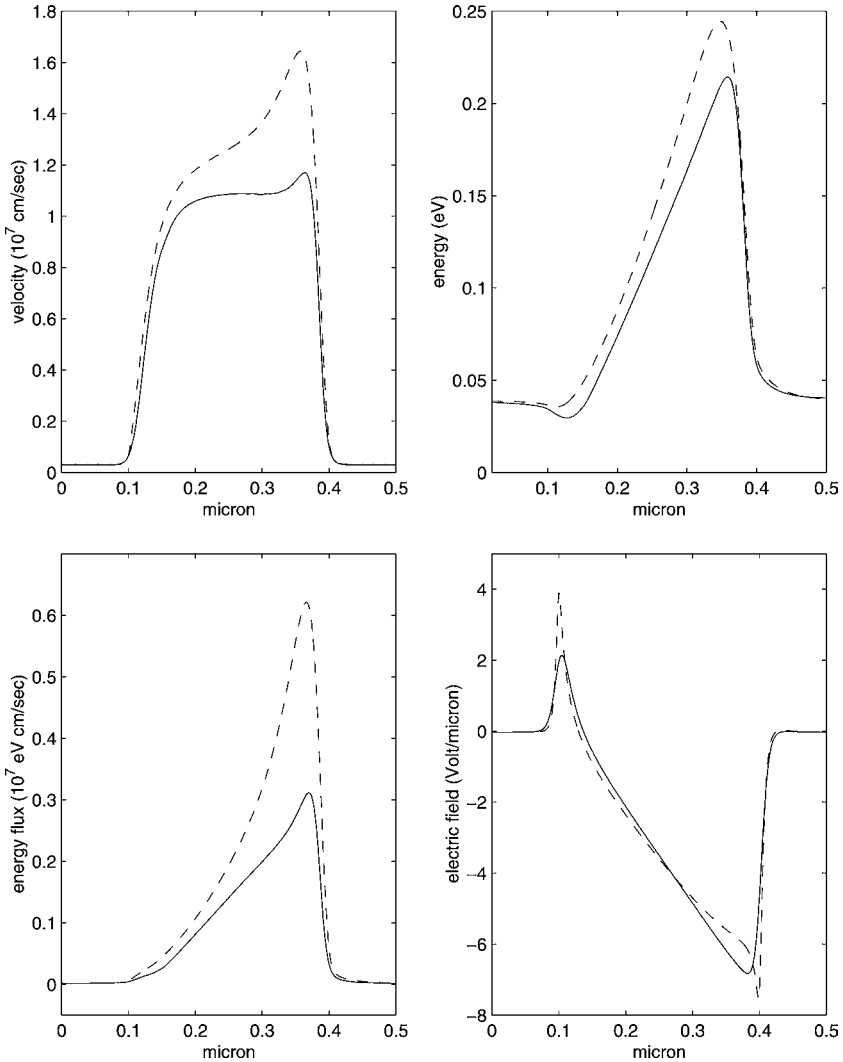 1.8
1.6
1.4
1.2
1
0.8
0.6
0.4
0.2
0
velocity (10^7 cm/sec)
0 0.1 0.2 0.3 0.4 0.5
micron
0.25
0.2
0.15
0.1
0.05
0
energy (eV)
0.1 0.2 0.3 0.4 0.5
micron
0.6
0.5
0.4
0.3
0.2
0.1
0
energy flux (10^7 eV cm/sec)
0 0.1 0.2 0.3 0.4 0.5
micron
4
2
0
−2
−4
−6
−8
electric field (Volt/micron)
0 0.1 0.2 0.3 0.4 0.5
micron